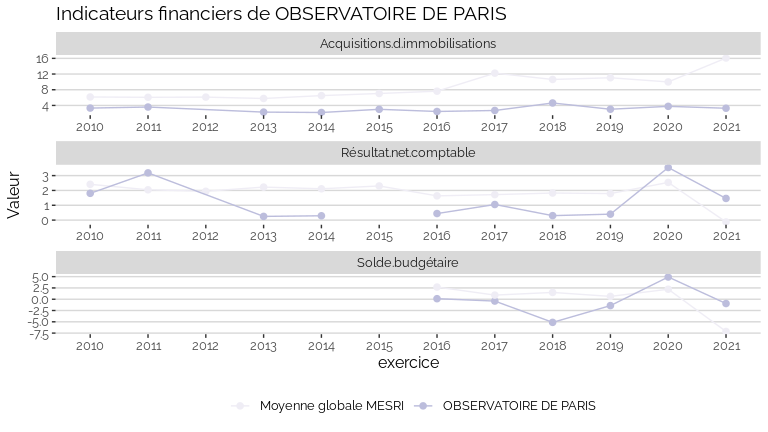 Indicateurs financiers de OBSERVATOIRE DE PARIS
Acquisitions.d.immobilisations
16
12
8
4
2010 2011 2012 2013 2014 2015 2016 2017 2018 2019 2020 2021
Résultat.net.comptable
3
2
1
0
2010 2011 2012 2013 2014 2015 2016 2017 2018 2019 2020 2021
Valeur
Solde.budgétaire
5.0
2.5
0.0
-2.5
-5.0
-7.5
2010 2011 2012 2013 2014 2015 2016 2017 2018 2019 2020 2021
exercice
Moyenne globale MESRI OBSERVATOIRE DE PARIS